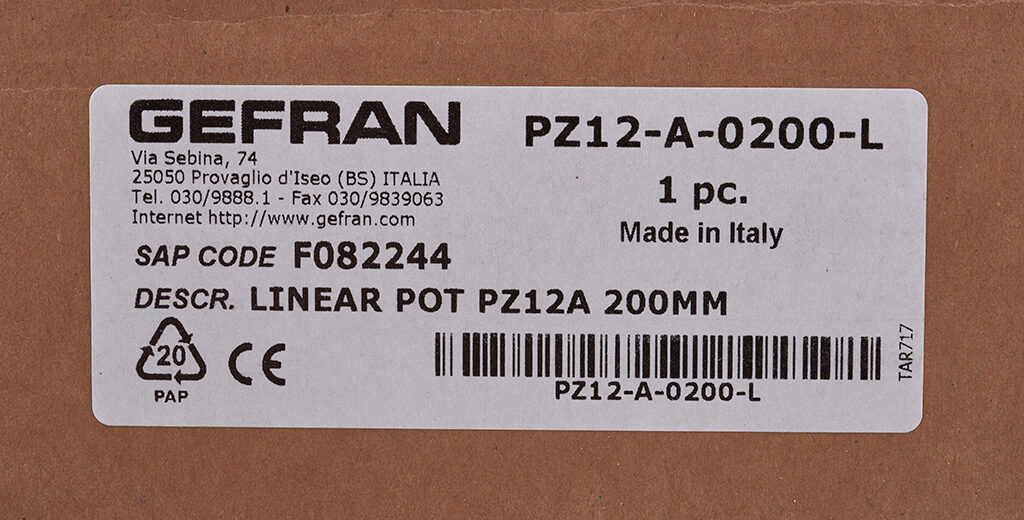 GEFRAN
Via Sebina, 74
25050 Provaglio d'Iseo (BS) ITALIA
Tel. 030/9888.1 - Fax 030/9839063
Internet http://www.gefran.com
PZ12-A-0200-L
1 pc.
Made in Italy
SAP CODE F082244
DESCR. LINEAR POT PZ12A 200MM
20
PAP
CE
PZ12-A-0200-L
TAR717